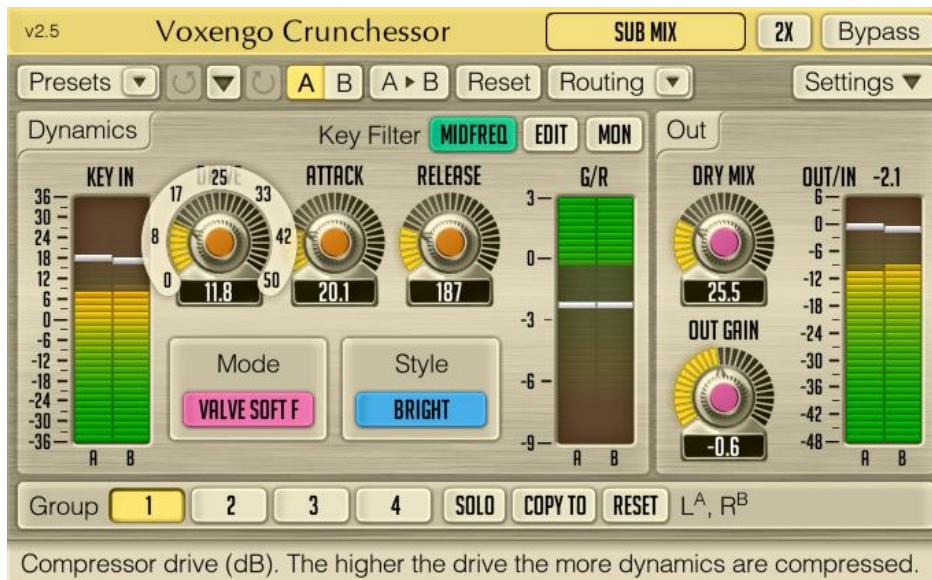 v2.5 Voxengo Crunchessor SUB MIX 2X Bypass
Presets A B A ▸ B Reset Routing Settings
Dynamics Key Filter MIDFREQ EDIT MON Out
KEY IN ATTACK RELEASE G/R DRY MIX OUT/IN -2.1
36 30 24 18 12 6 0 -6 -12 -18 -24 -30 -36
A B
0 8 17 25 33 42 50
11.8 20.1 187
3 0 -3 -6 -9
A B
25.5
OUT GAIN
-0.6
6 0 -6 -12 -18 -24 -30 -36 -42 -48
A B
Mode Style
VALVE SOFT F BRIGHT
Group 1 2 3 4 SOLO COPY TO RESET L^A, R^B
Compressor drive (dB). The higher the drive the more dynamics are compressed.